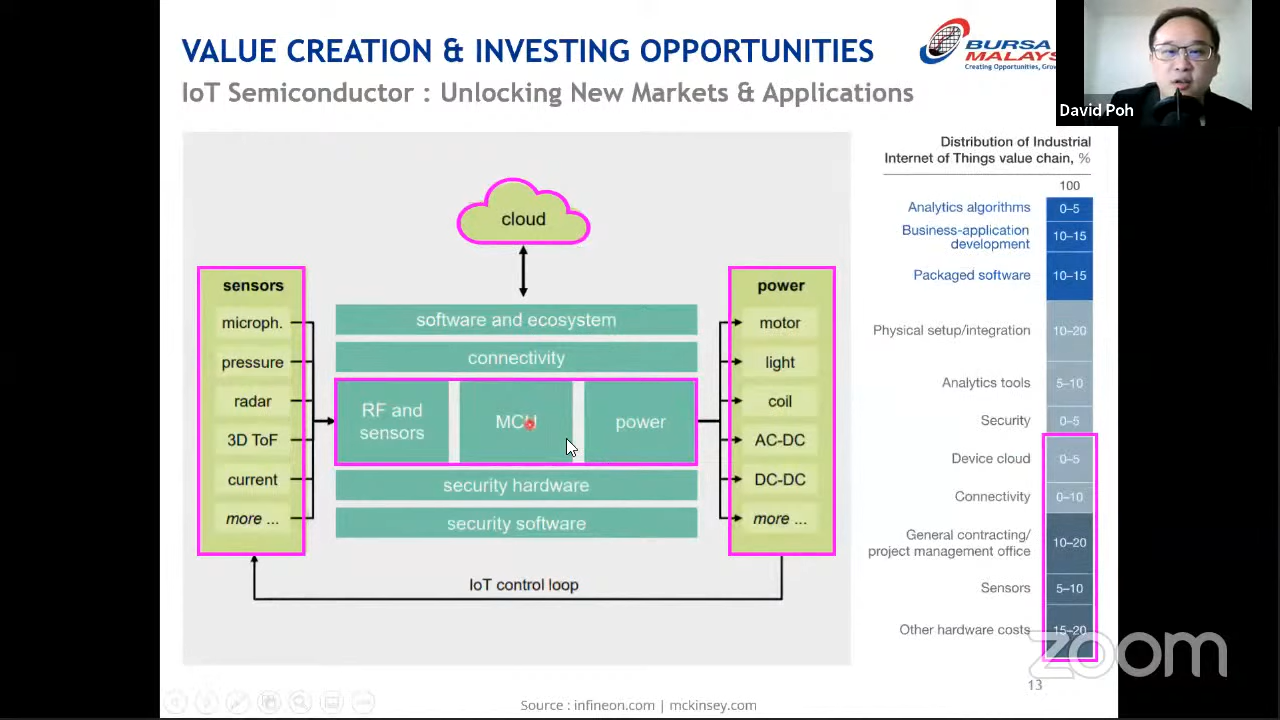 VALUE CREATION & INVESTING OPPORTUNITIES
IoT Semiconductor : Unlocking New Markets & Applications
BURSA
MALAYS
Creating Opportunities, Grow
David Poh
cloud
sensors
microph.
pressure
radar
3D ToF
current
more ...
software and ecosystem
connectivity
RF and
sensors
MCU
power
security hardware
security software
power
motor
light
coil
AC-DC
DC-DC
more ...
IoT control loop
Distribution of Industrial
Internet of Things value chain, %
100
Analytics algorithms 0–5
Business-application
development 10–15
Packaged software 10–15
Physical setup/integration 10–20
Analytics tools 5–10
Security 0–5
Device cloud 0–5
Connectivity 0–10
General contracting/
project management office 10–20
Sensors 5–10
Other hardware costs 15–20
zoom
13
Source : infineon.com | mckinsey.com